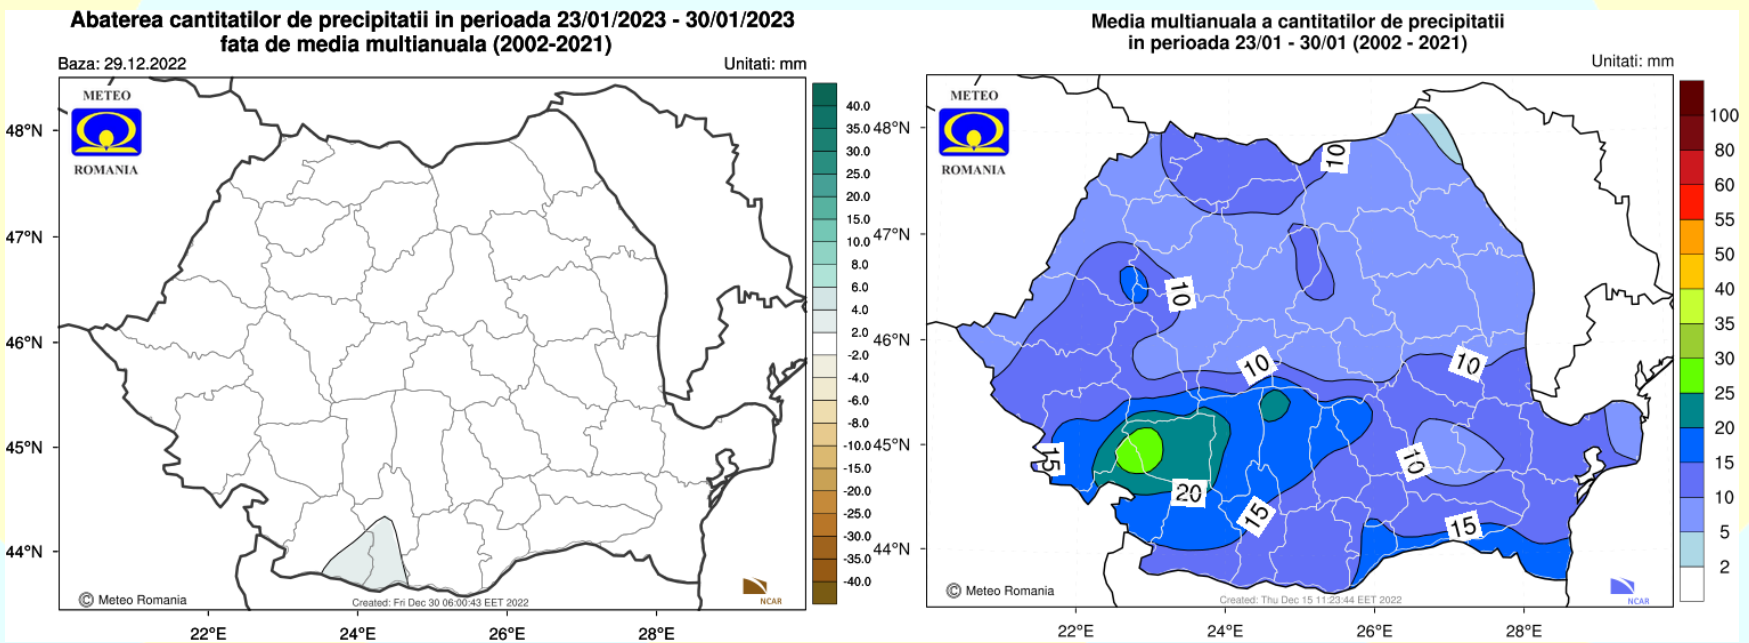 Abaterea cantitatilor de precipitatii in perioada 23/01/2023 - 30/01/2023
fata de media multianuala (2002-2021)
Baza: 29.12.2022
Unitati: mm
METEO
ROMANIA
48°N
47°N
46°N
45°N
44°N
22°E
24°E
26°E
28°E
40.0
35.0
30.0
25.0
20.0
15.0
10.0
8.0
6.0
4.0
2.0
-2.0
-4.0
-6.0
-8.0
-10.0
-15.0
-20.0
-25.0
-30.0
-35.0
-40.0
© Meteo Romania
Created: Fri Dec 30 06:00:43 EET 2022
NCAR
Media multianuala a cantitatilor de precipitatii
in perioada 23/01 - 30/01 (2002 - 2021)
Unitati: mm
METEO
ROMANIA
48°N
47°N
46°N
45°N
44°N
22°E
24°E
26°E
28°E
10
10
10
10
15
10
20
15
15
100
80
60
55
50
40
35
30
25
20
15
10
5
2
© Meteo Romania
Created: Thu Dec 15 11:23:44 EET 2022
NCAR